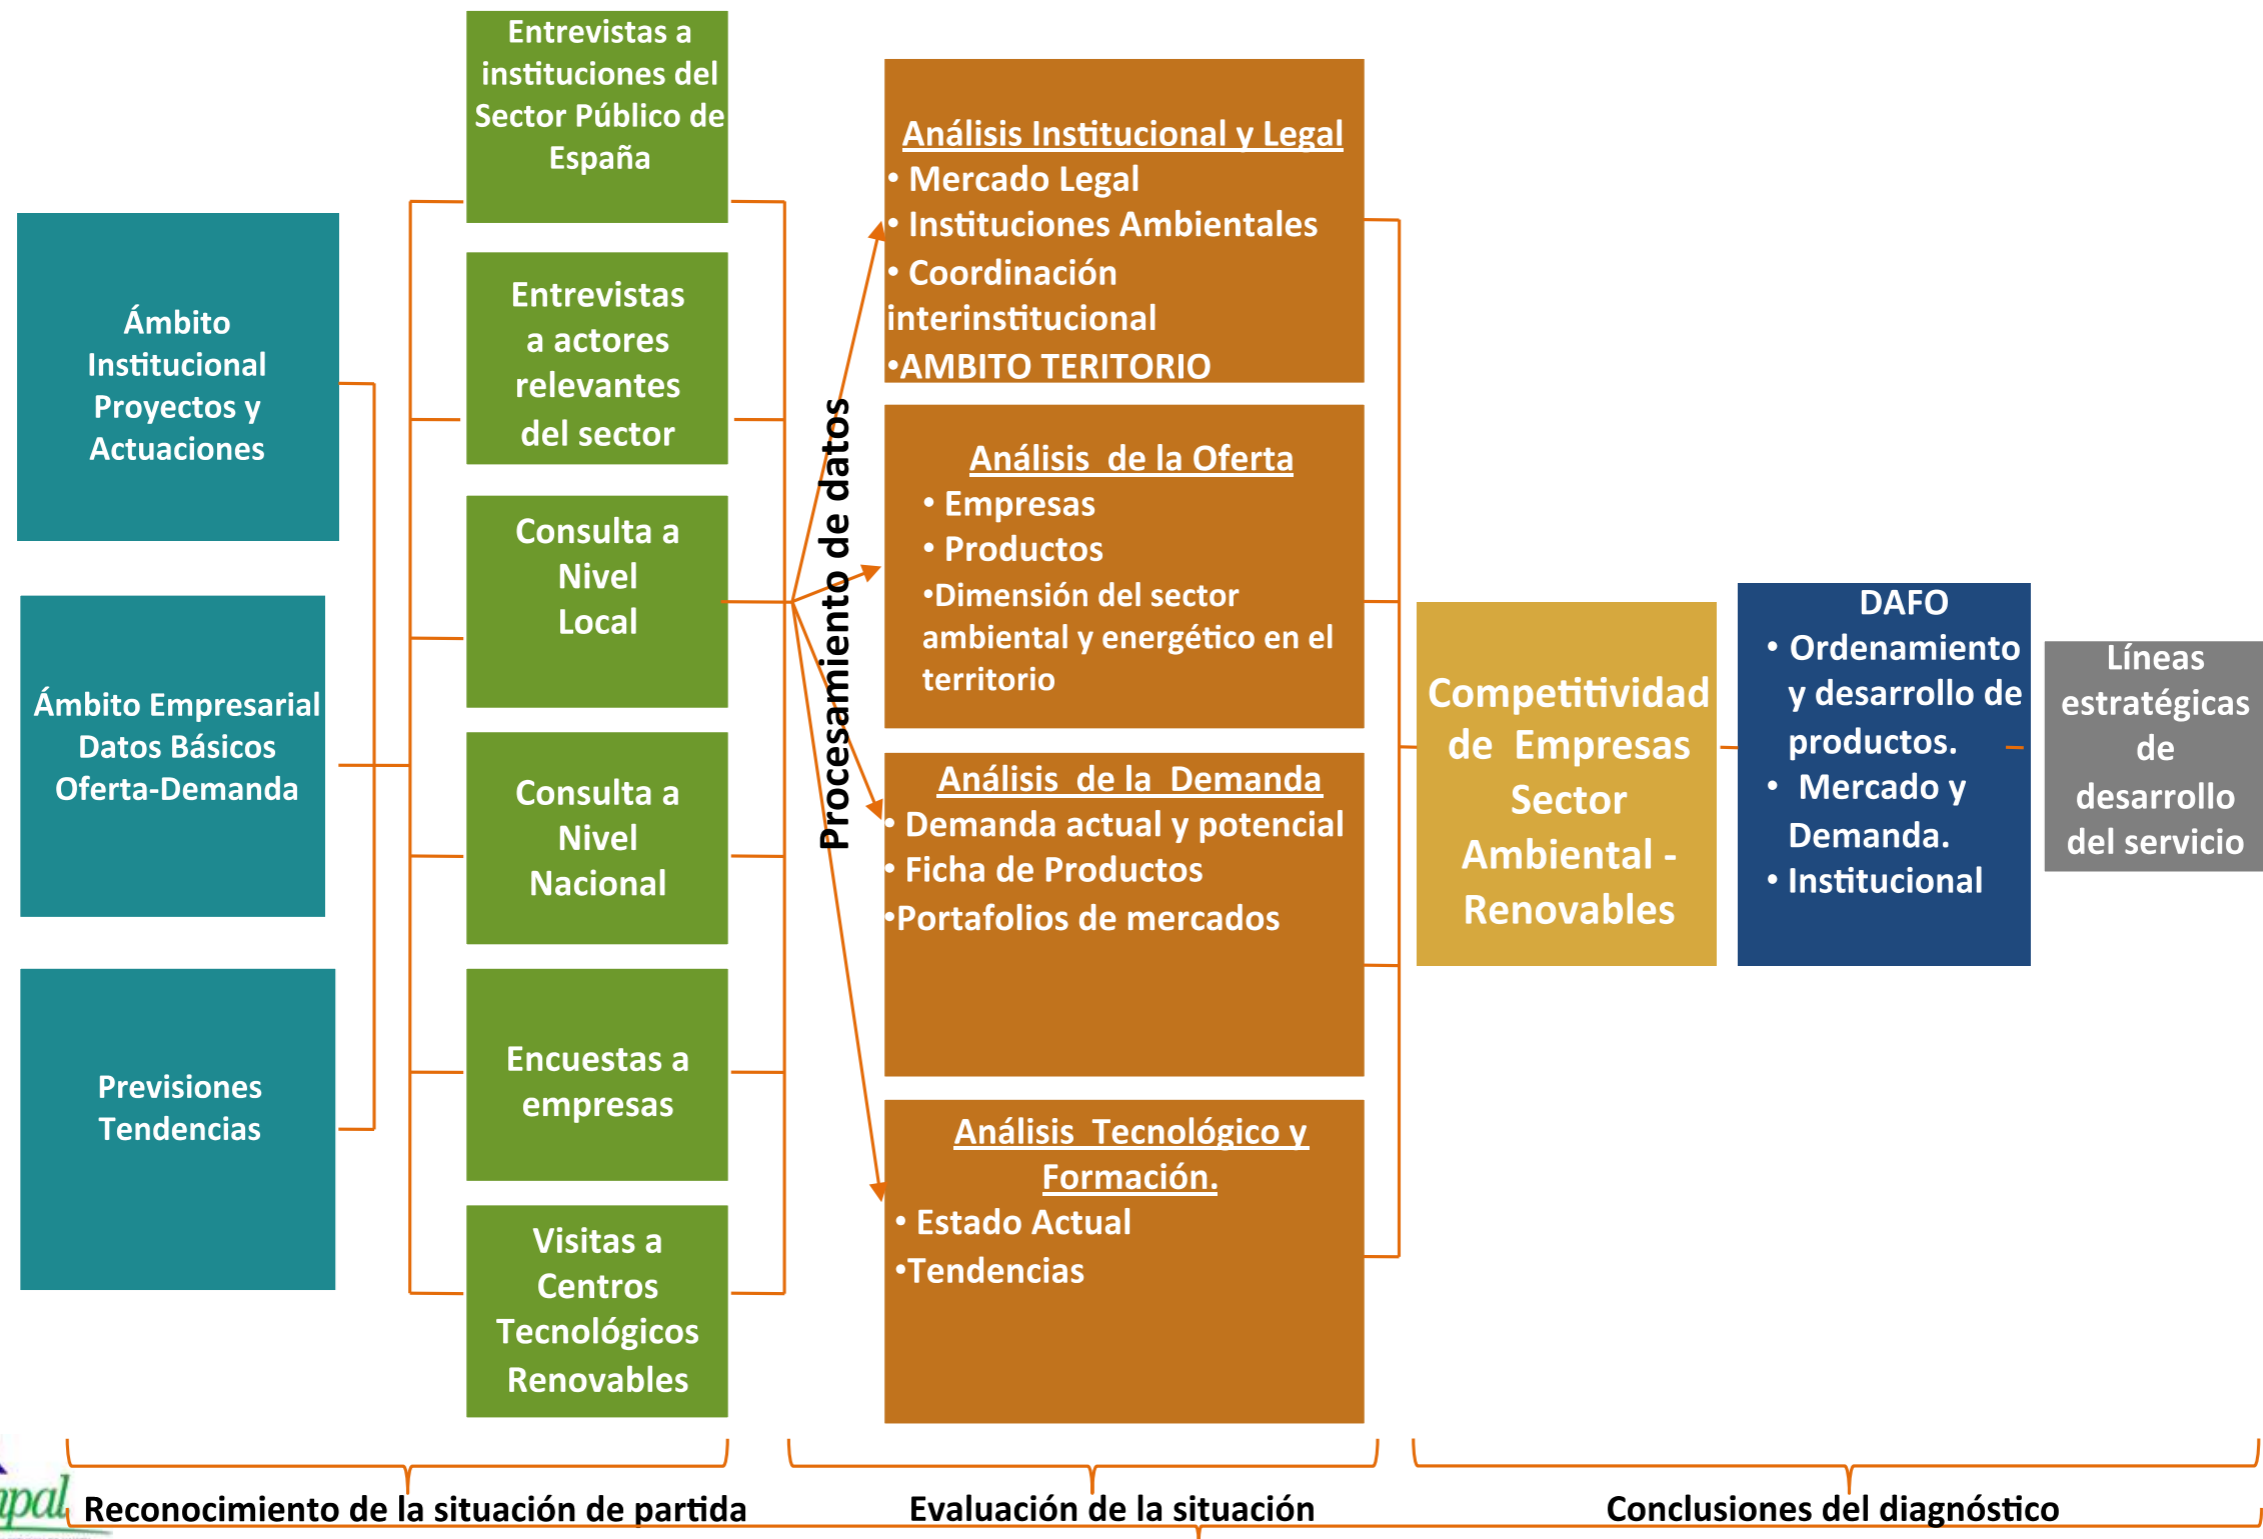 Ámbito
Institucional
Proyectos y
Actuaciones
Ámbito Empresarial
Datos Básicos
Oferta-Demanda
Previsiones
Tendencias
Entrevistas a
instituciones del
Sector Público de
España
Entrevistas
a actores
relevantes
del sector
Consulta a
Nivel
Local
Consulta a
Nivel
Nacional
Encuestas a
empresas
Visitas a
Centros
Tecnológicos
Renovables
Procesamiento de datos
Análisis Institucional y Legal
• Mercado Legal
• Instituciones Ambientales
• Coordinación
interinstitucional
•AMBITO TERITORIO
Análisis de la Oferta
• Empresas
• Productos
•Dimensión del sector
ambiental y energético en el
territorio
Análisis de la Demanda
• Demanda actual y potencial
• Ficha de Productos
•Portafolios de mercados
Análisis Tecnológico y
Formación.
• Estado Actual
•Tendencias
Competitividad
de Empresas
Sector
Ambiental -
Renovables
DAFO
• Ordenamiento
y desarrollo de
productos.
• Mercado y
Demanda.
• Institucional
Líneas
estratégicas
de
desarrollo
del servicio
Reconocimiento de la situación de partida
Evaluación de la situación
Conclusiones del diagnóstico